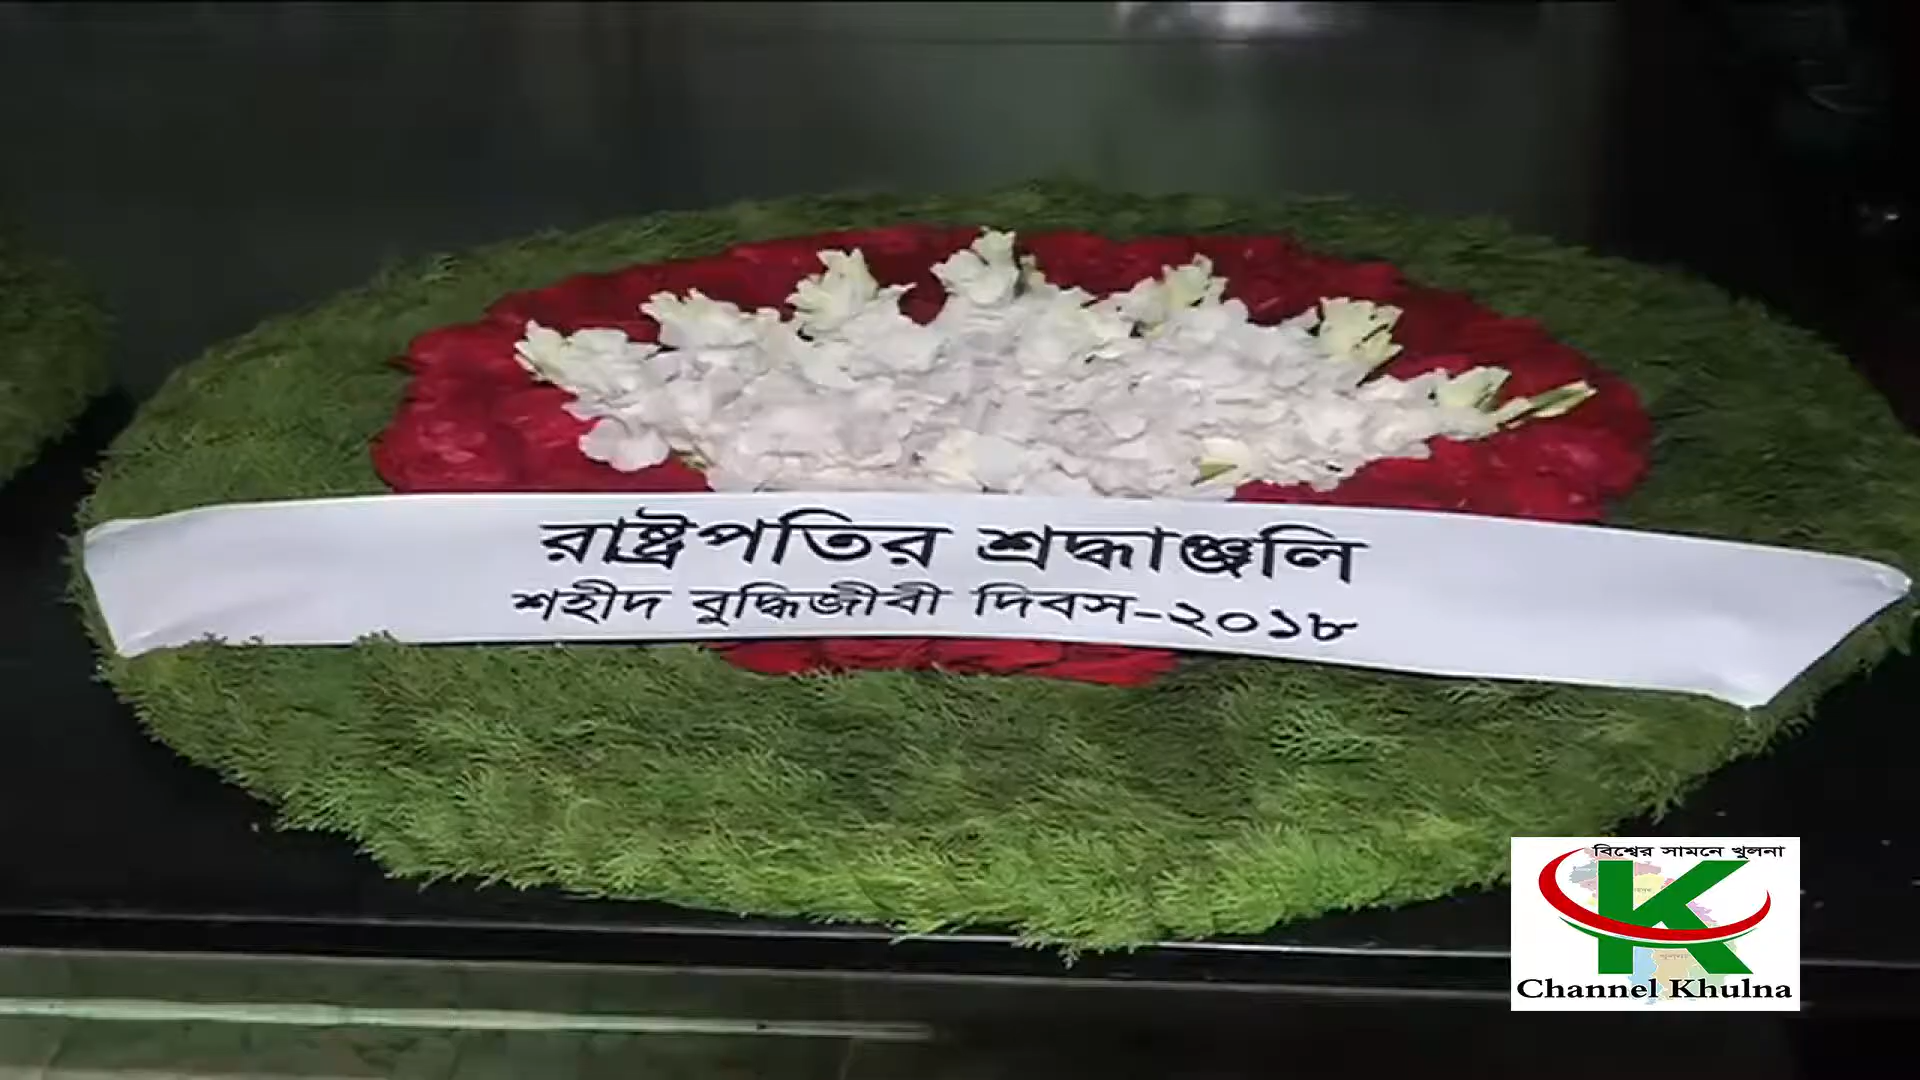 রাষ্ট্রপতির শ্রদ্ধাঞ্জলি
শহীদ বুদ্ধিজীবী দিবস-২০১৮
বিশ্বের সামনে খুলনা
K
Channel Khulna